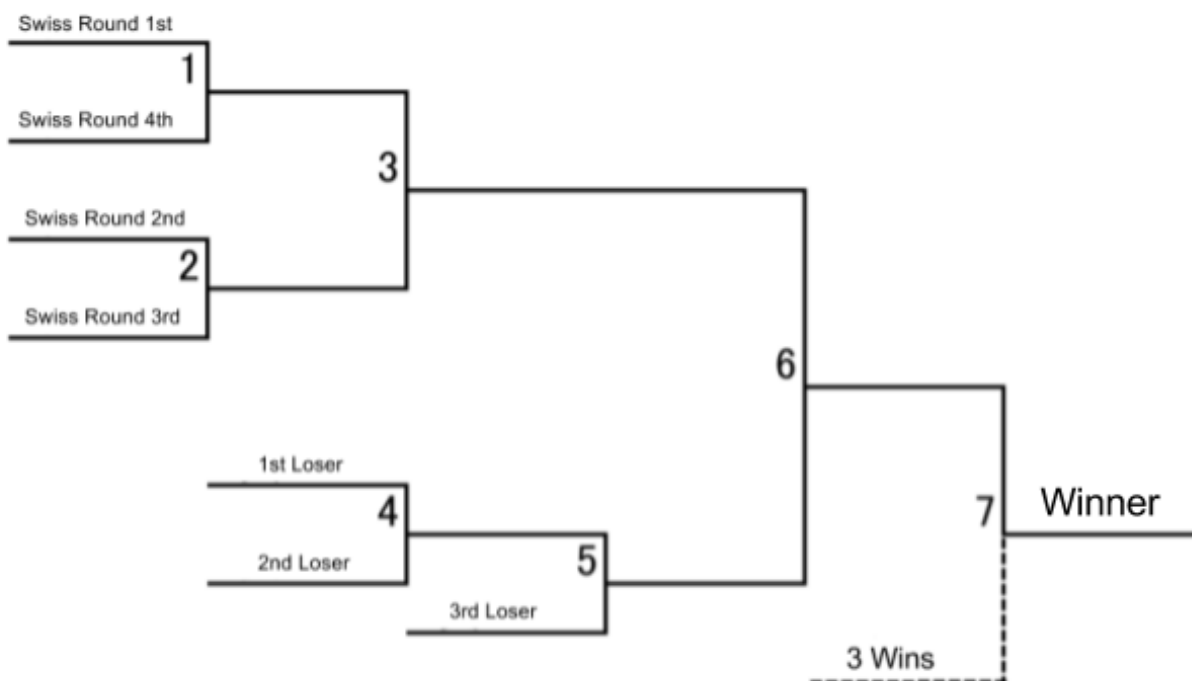 Swiss Round 1st
1
Swiss Round 4th
3
Swiss Round 2nd
2
Swiss Round 3rd
6
1st Loser
4
7
Winner
2nd Loser
5
3rd Loser
3 Wins